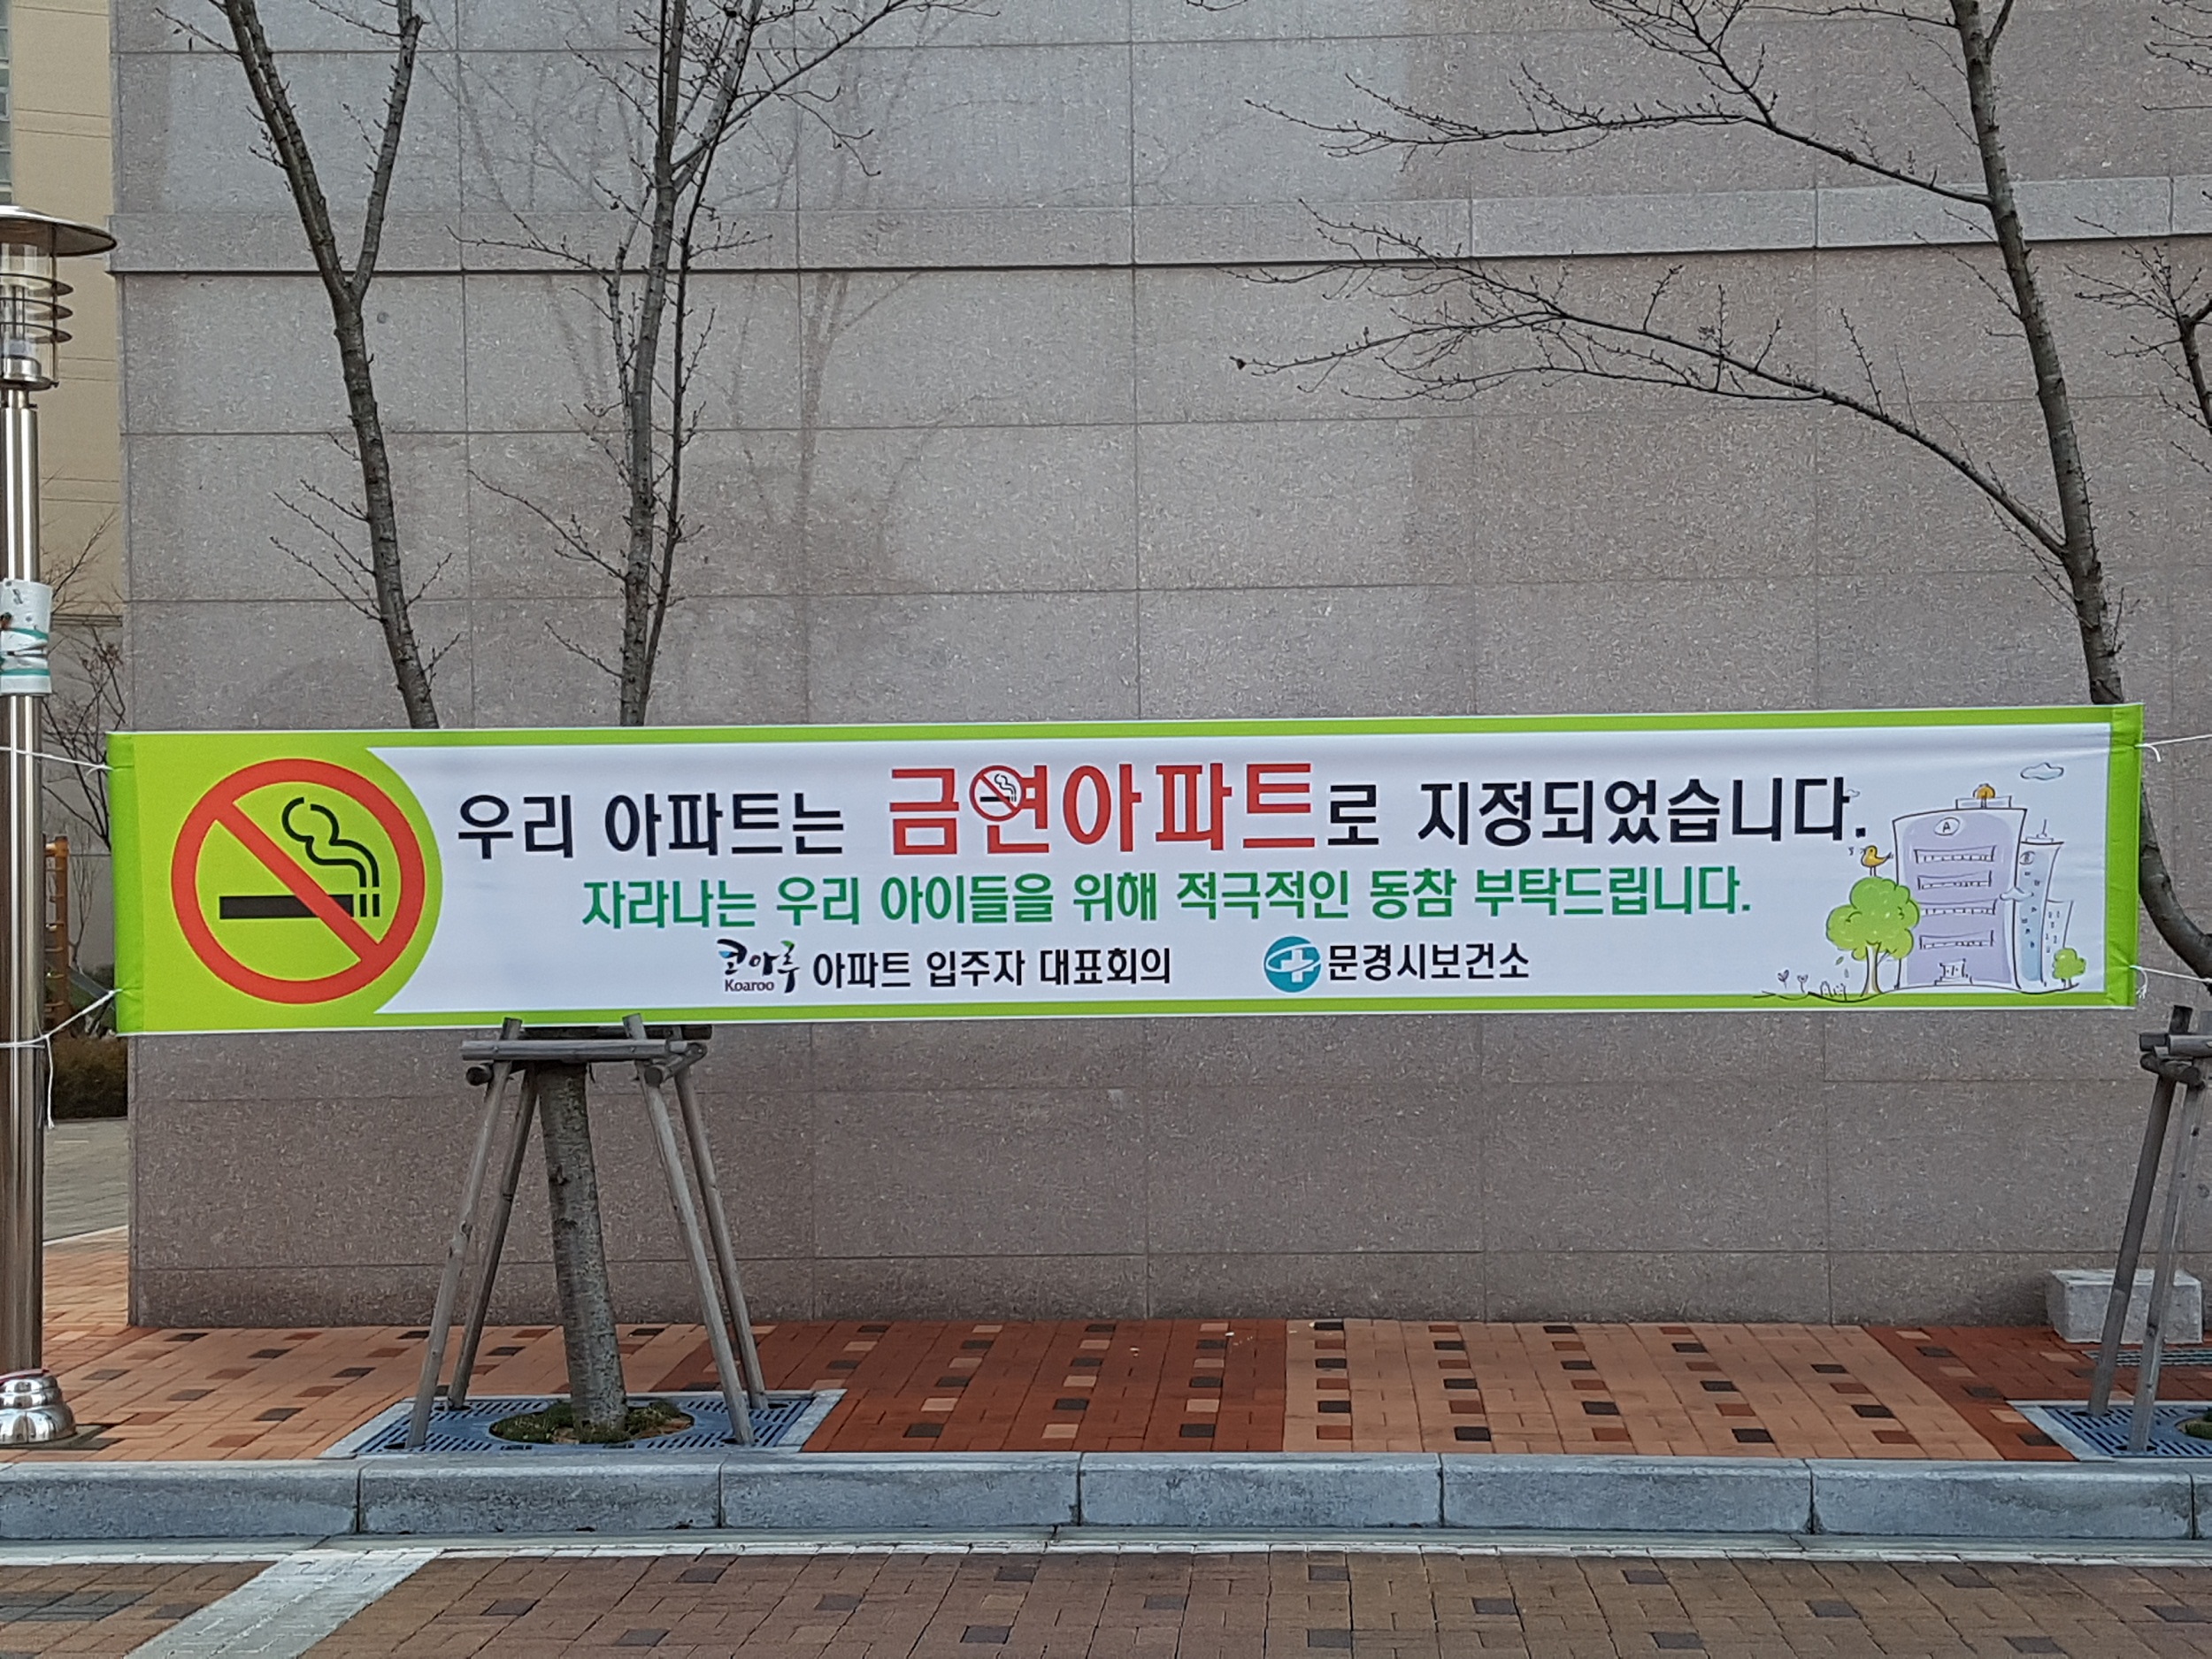 우리 아파트는 금연아파트로 지정되었습니다.
자라나는 우리 아이들을 위해 적극적인 동참 부탁드립니다.
코아루 Koaroo 아파트 입주자 대표회의 문경시보건소
A